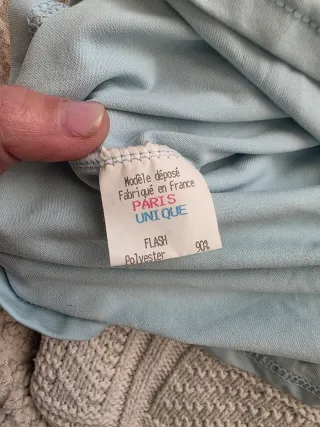 Modèle déposé
Fabriqué en France
PARIS
UNIQUE
FLASH
Polyester 90%